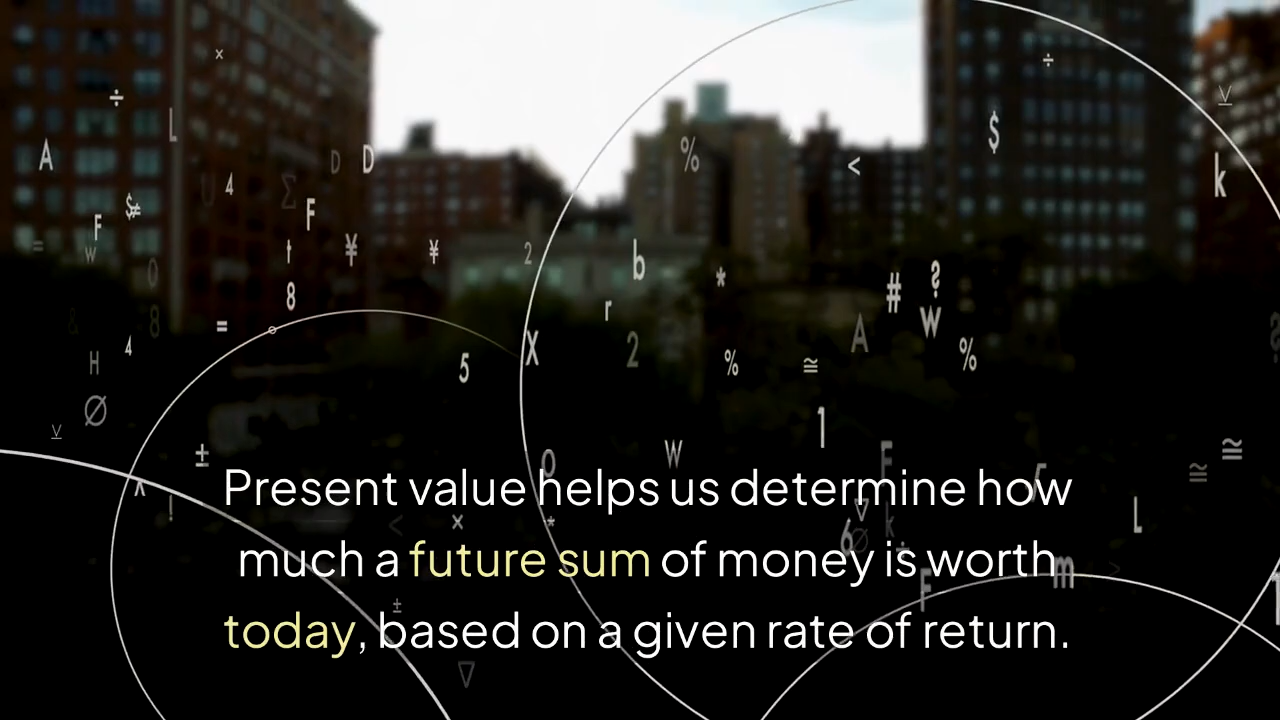 Present value helps us determine how
much a future sum of money is worth
today, based on a given rate of return.